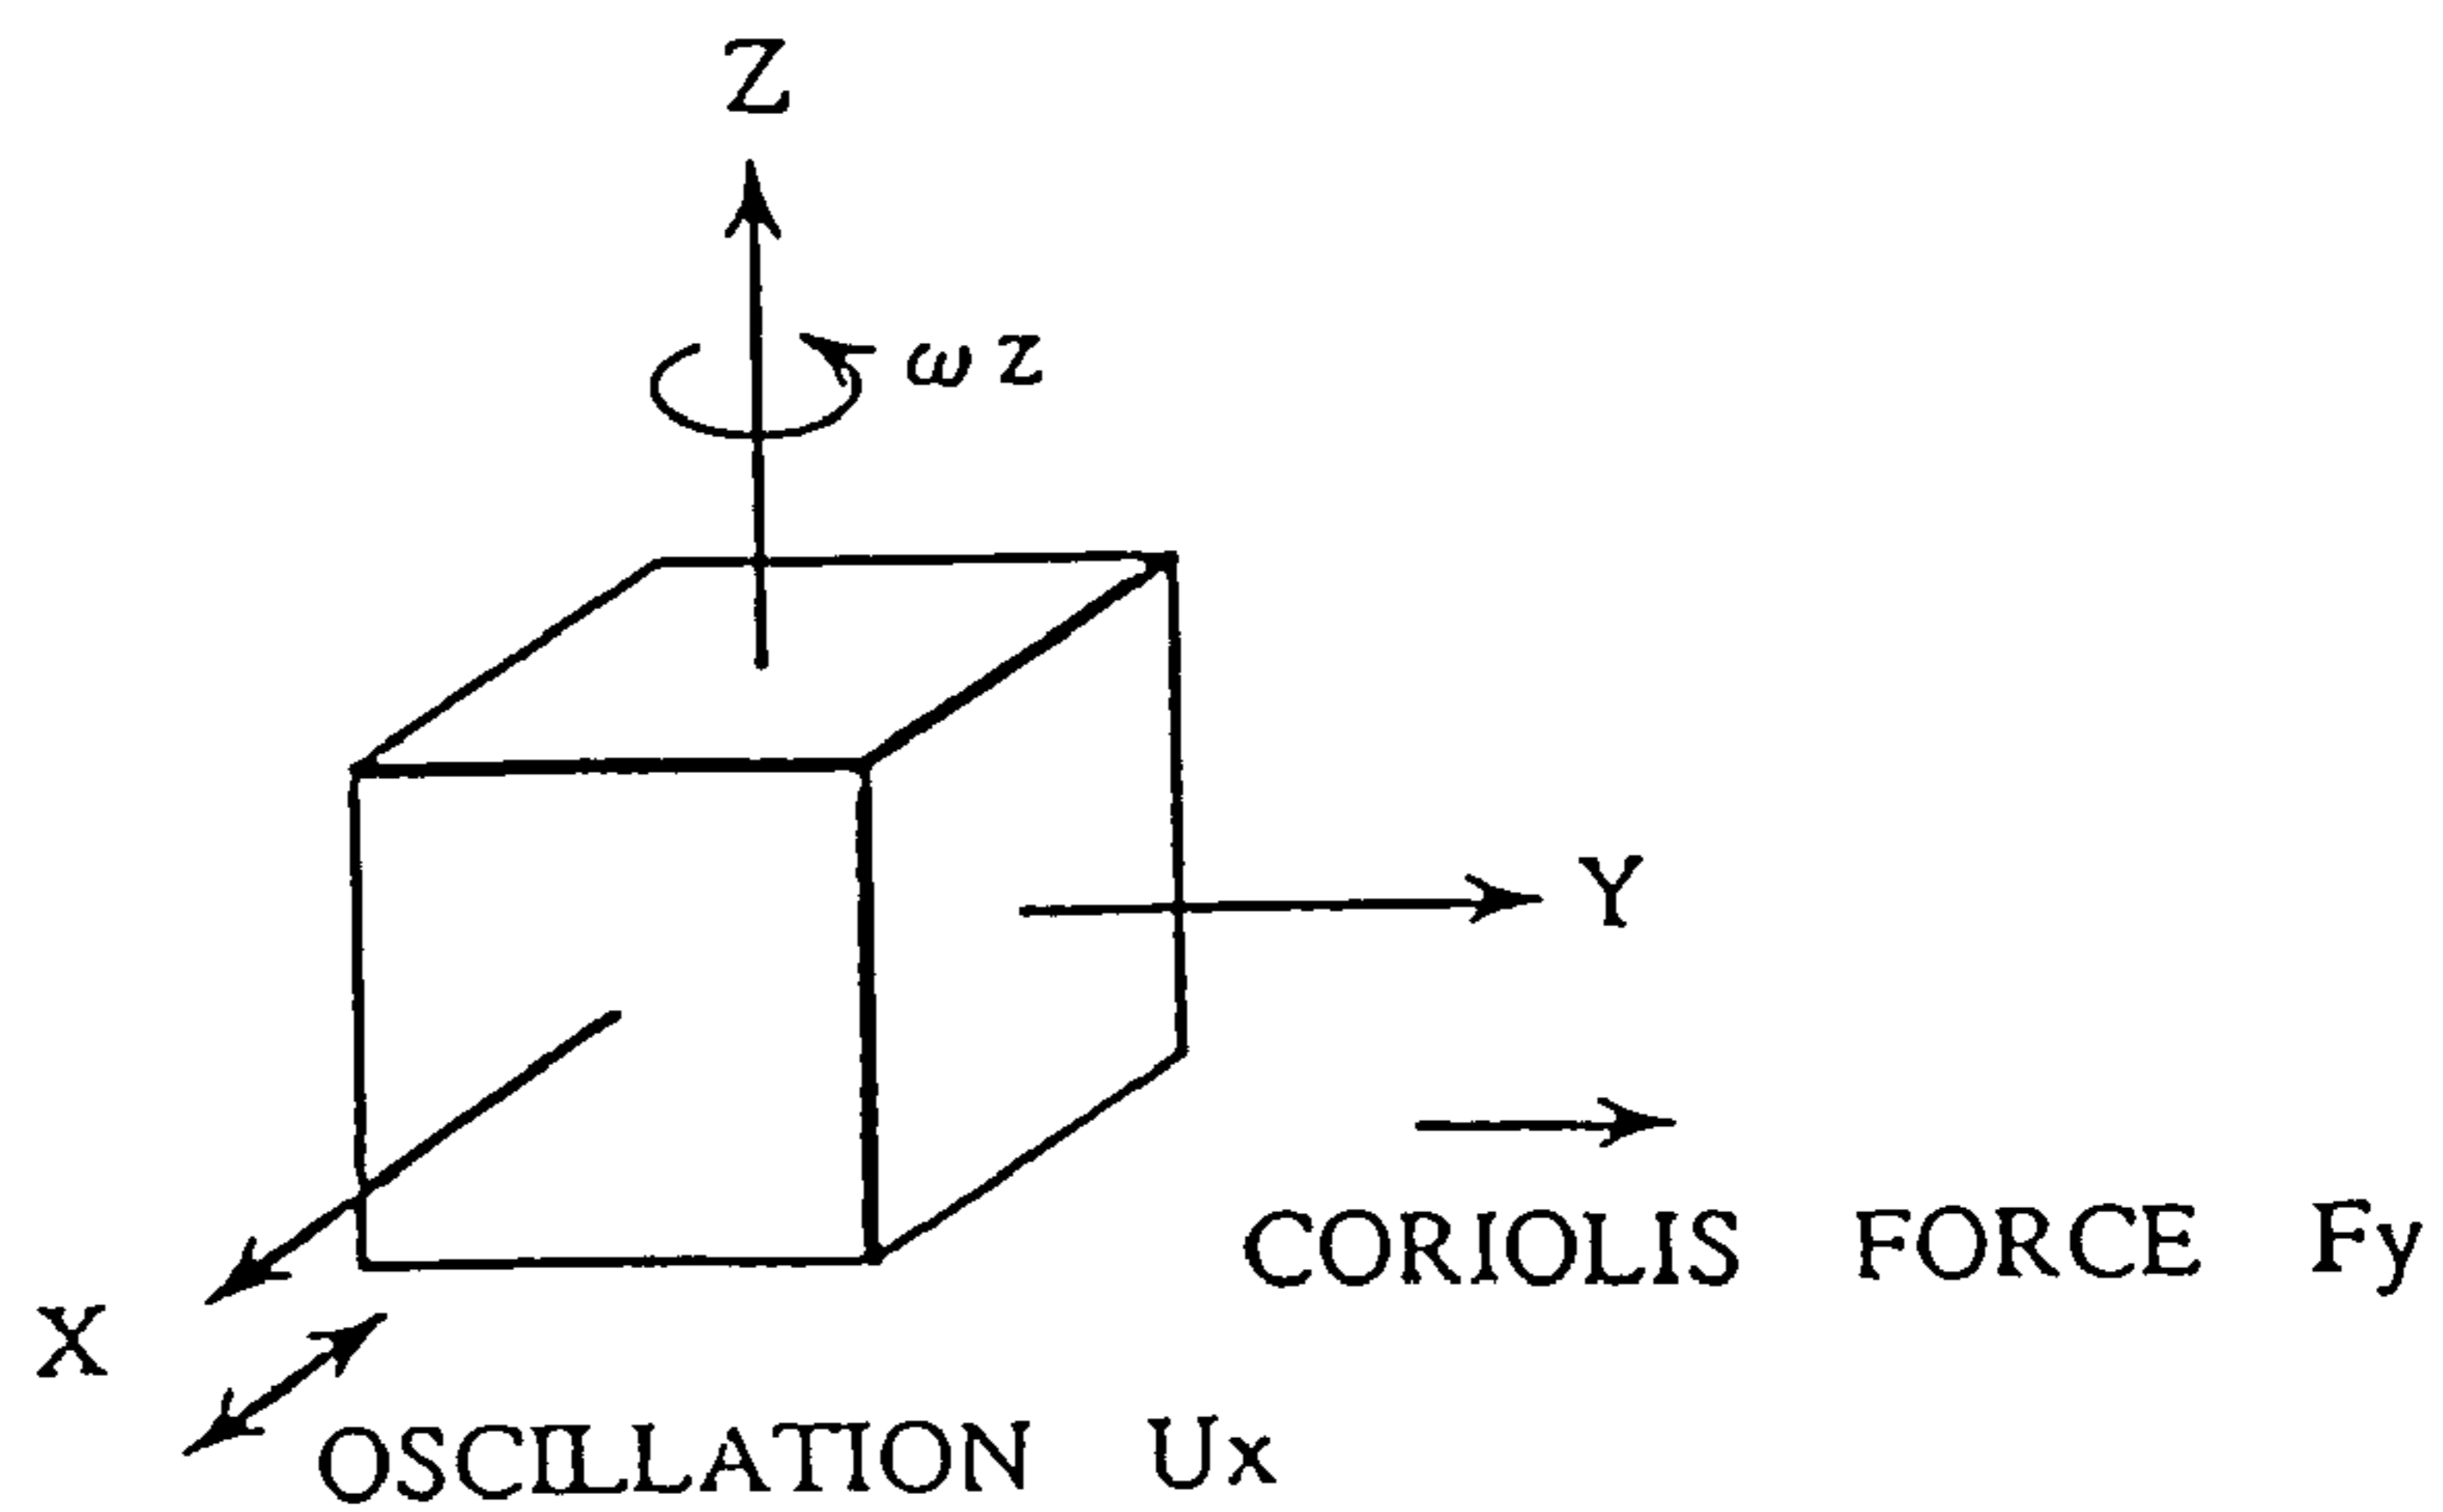 Z
ωz
Y
CORIOLIS FORCE Fy
X
OSCILLATION Ux